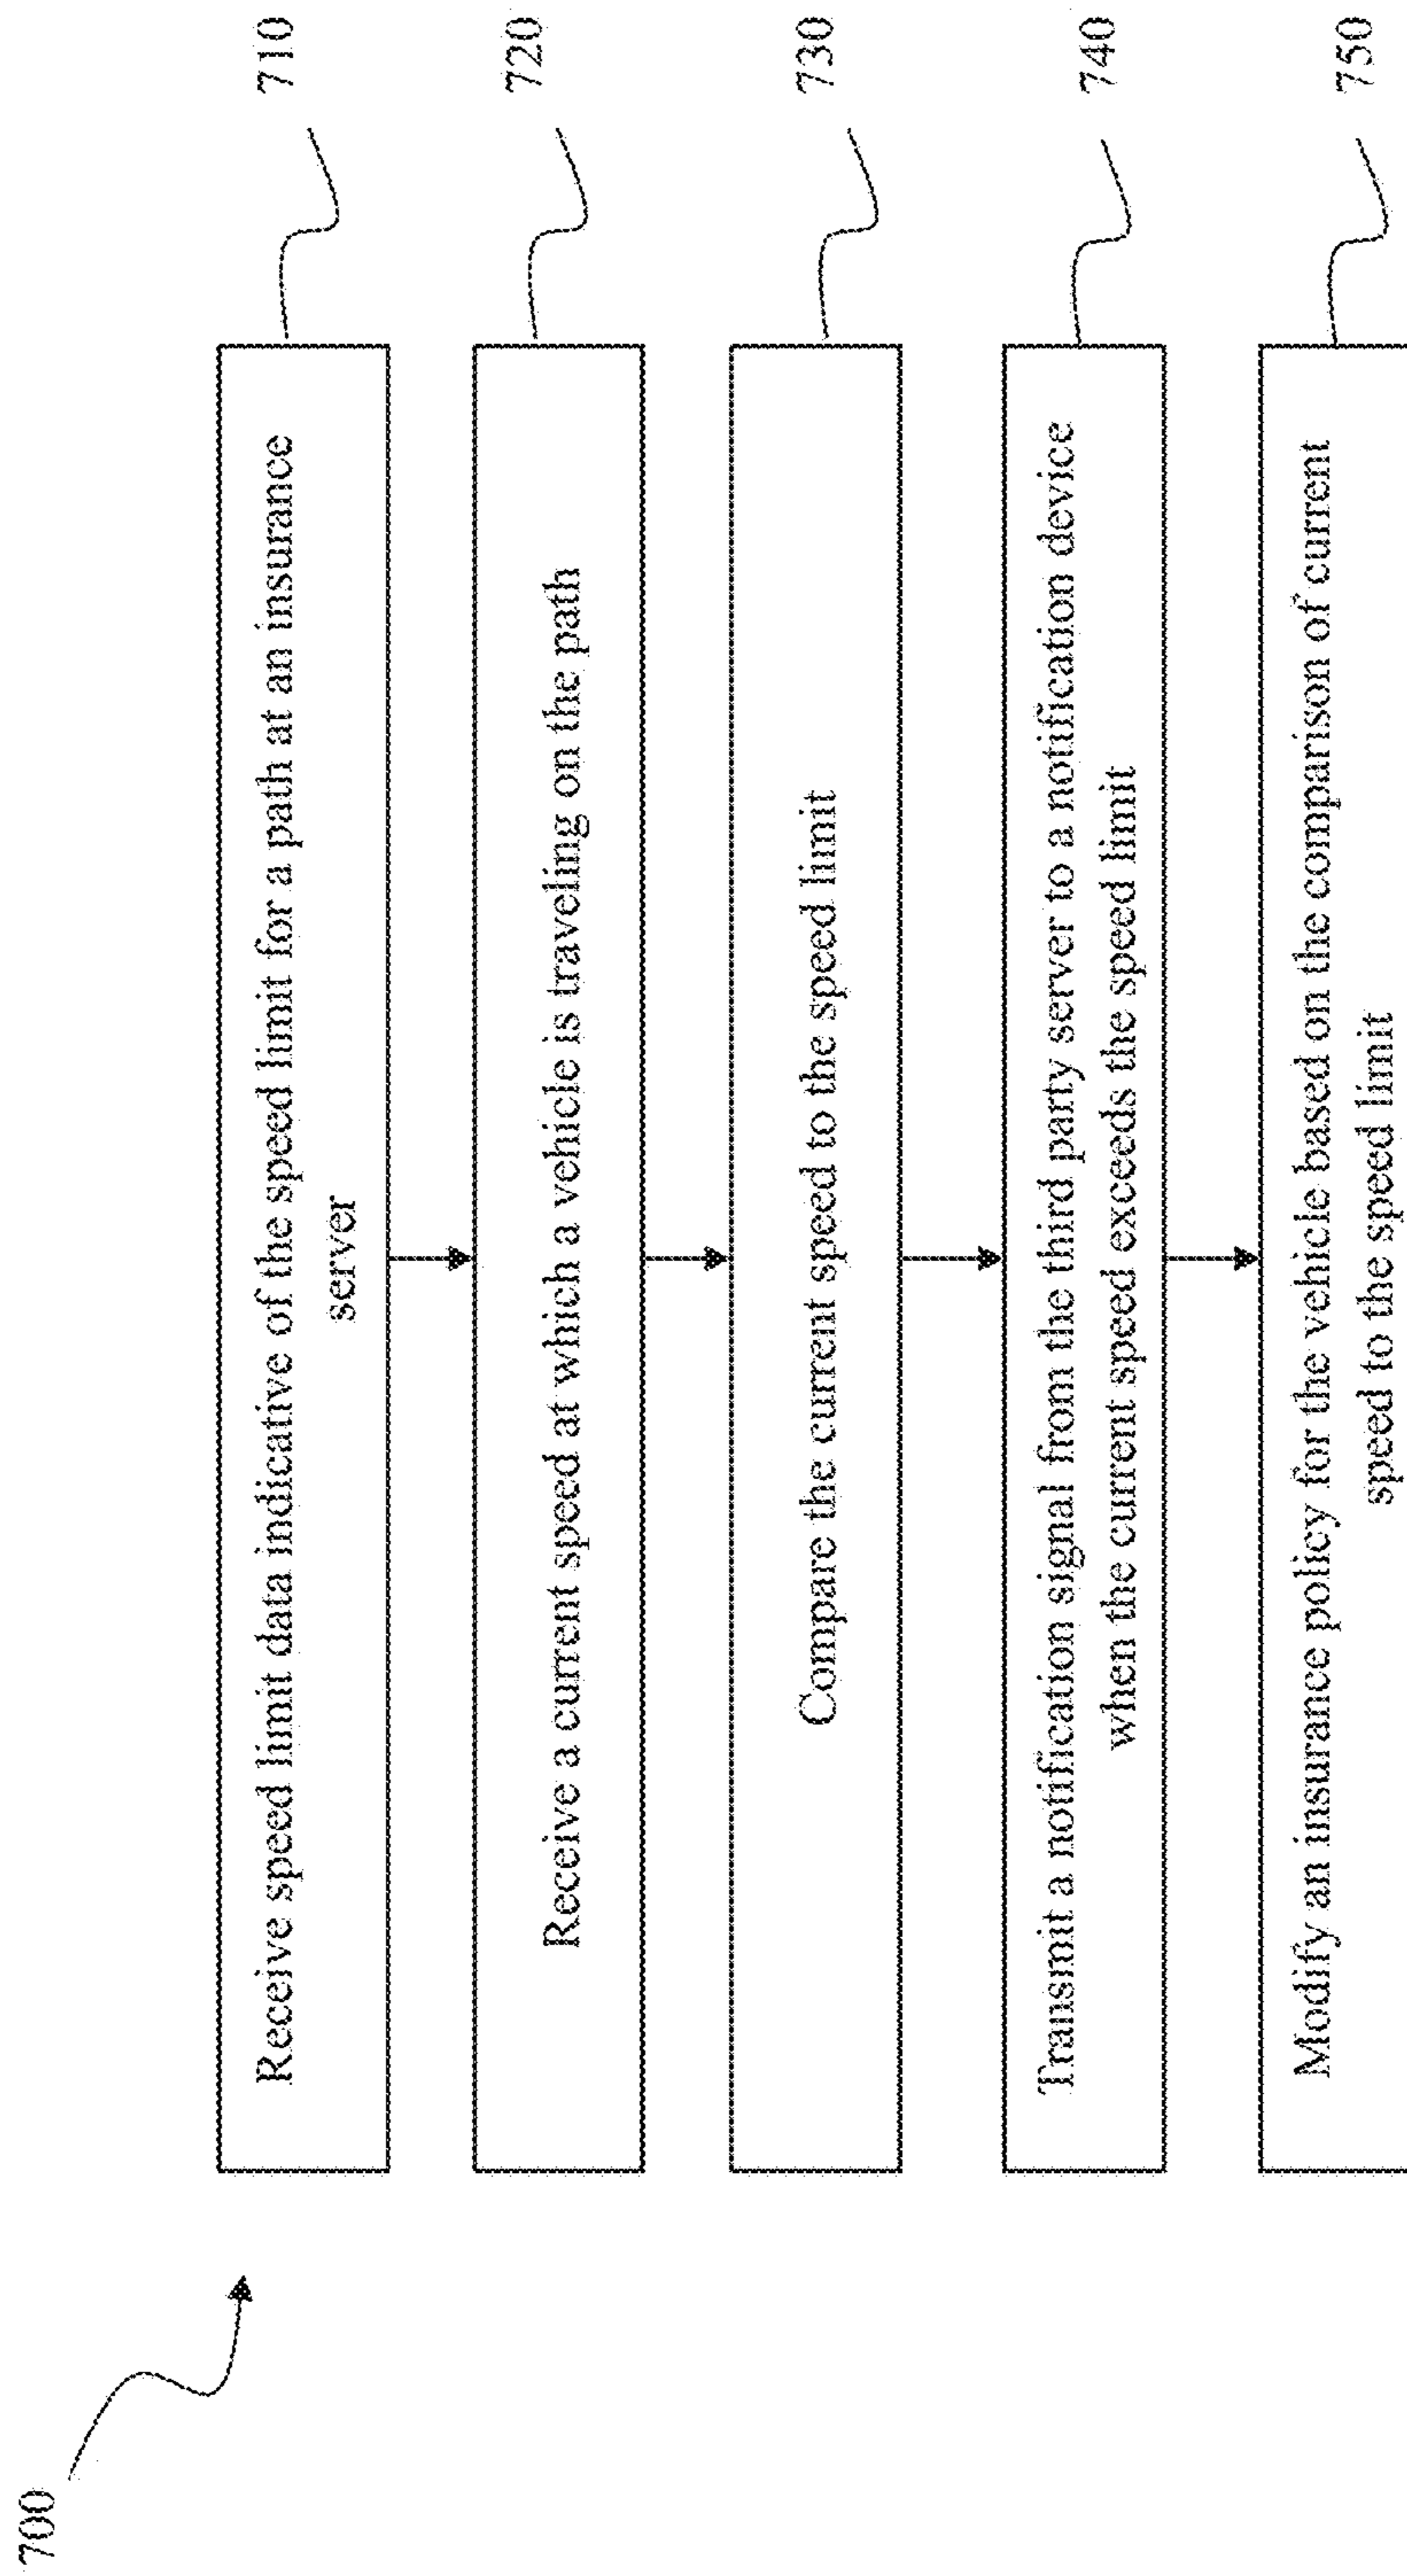 700
Receive speed limit data indicative of the speed limit for a path at an insurance
server
710
Receive a current speed at which a vehicle is traveling on the path
720
Compare the current speed to the speed limit
730
Transmit a notification signal from the third party server to a notification device
when the current speed exceeds the speed limit
740
Modify an insurance policy for the vehicle based on the comparison of current
speed to the speed limit
750